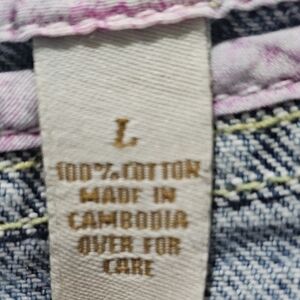 L
100% COTTON
MADE IN
CAMBODIA
OVER FOR
CARE